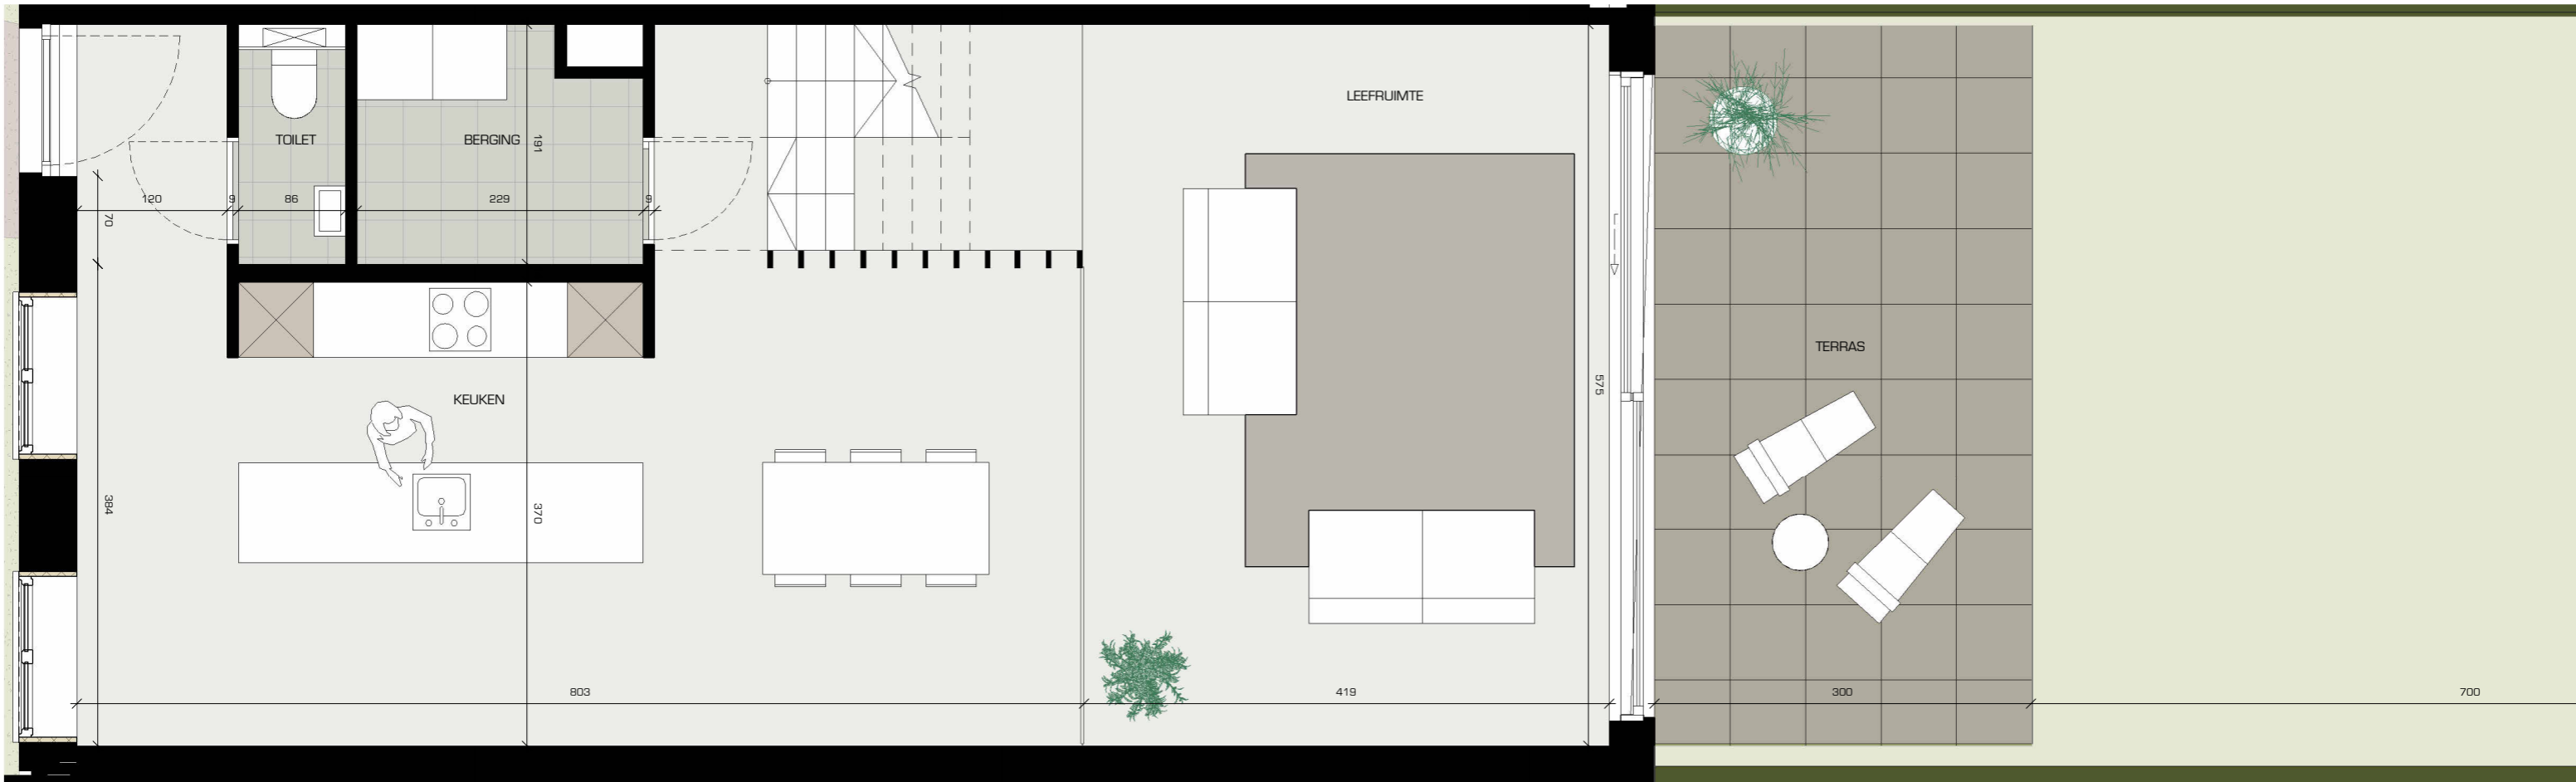 LEEFRUIMTE
TOILET
BERGING
191
120
9
86
229
9
70
TERRAS
575
KEUKEN
384
370
803
419
300
700